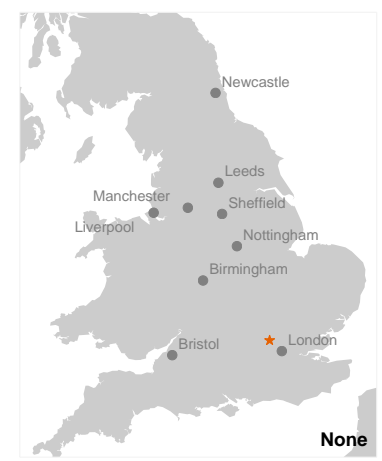 Newcastle
Leeds
Manchester
Sheffield
Liverpool
Nottingham
Birmingham
Bristol
London
None